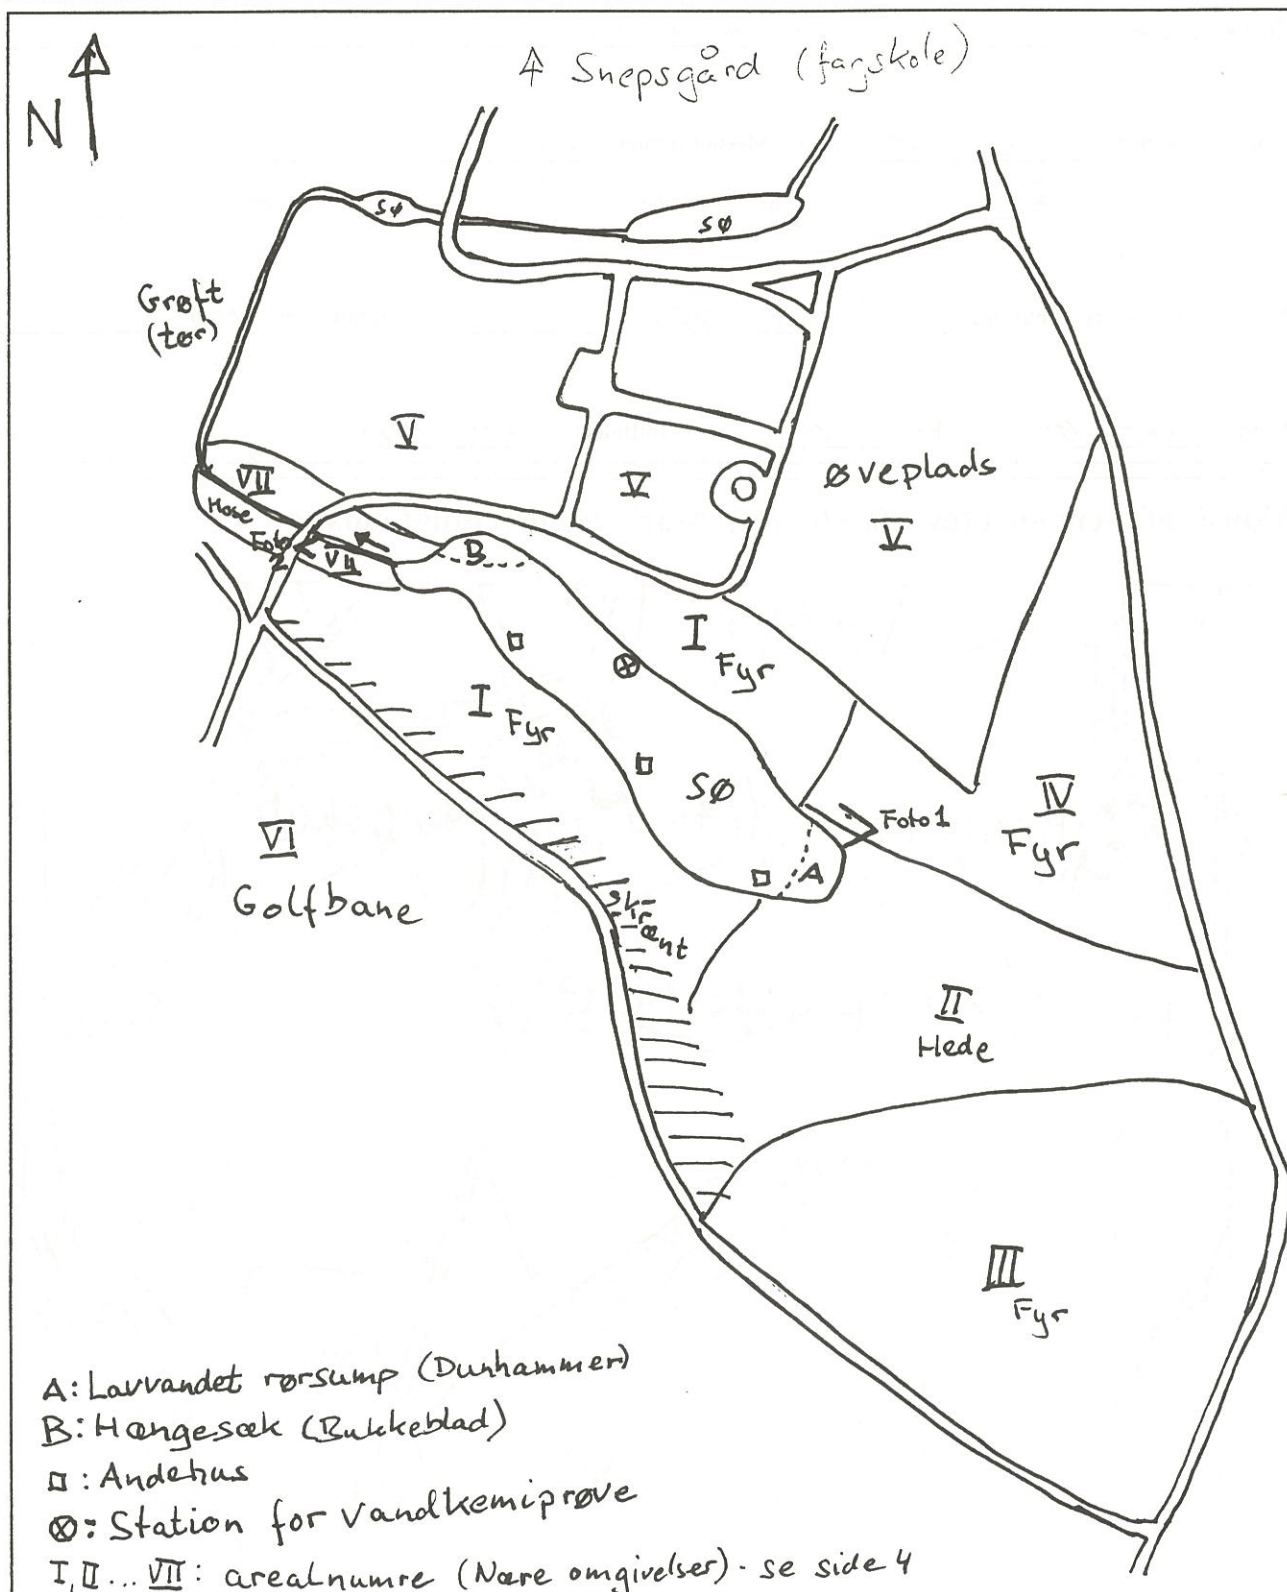 N
↑ Snepsgård (fagskole)
sø
sø
Grøft
(tør)
V
VII
Mose
Foto
2
VII
B
V
Øveplads
V
I
Fyr
I
Fyr
sø
Foto 1
A
IV
Fyr
VI
Golfbane
Skrænt
II
Hede
III
Fyr
A: Lavvandet rørsump (Dunhammer)
B: Hængesæk (Bukkeblad)
□: Andehus
⊗: Station for vandkemiprøve
I, II... VII: arealnumre (Nære omgivelser) - se side 4